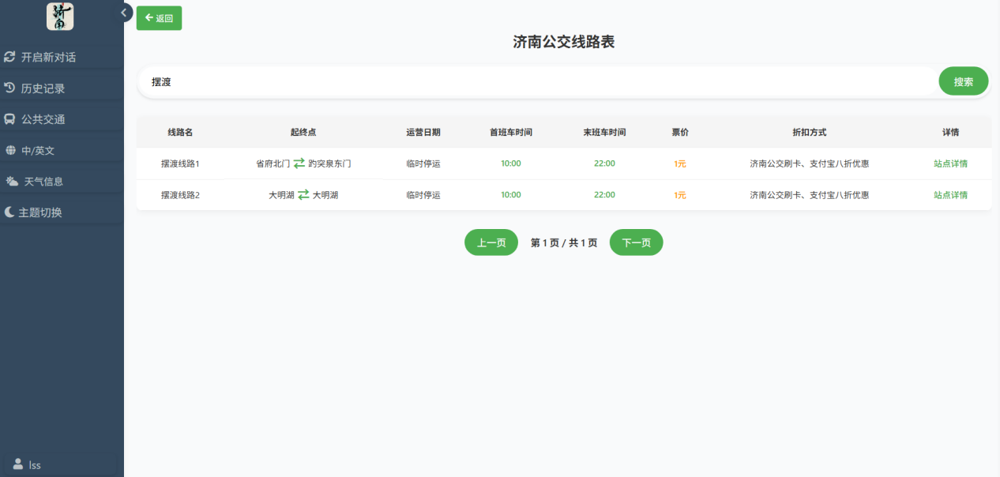 济南
返回
济南公交线路表
开启新对话
历史记录
公共交通
中/英文
天气信息
主题切换
lss
摆渡
搜索
线路名 起终点 运营日期 首班车时间 末班车时间 票价 折扣方式 详情
摆渡线路1 省府北门 趵突泉东门 临时停运 10:00 22:00 1元 济南公交刷卡、支付宝八折优惠 站点详情
摆渡线路2 大明湖 大明湖 临时停运 10:00 22:00 1元 济南公交刷卡、支付宝八折优惠 站点详情
上一页 第 1 页 / 共 1 页 下一页